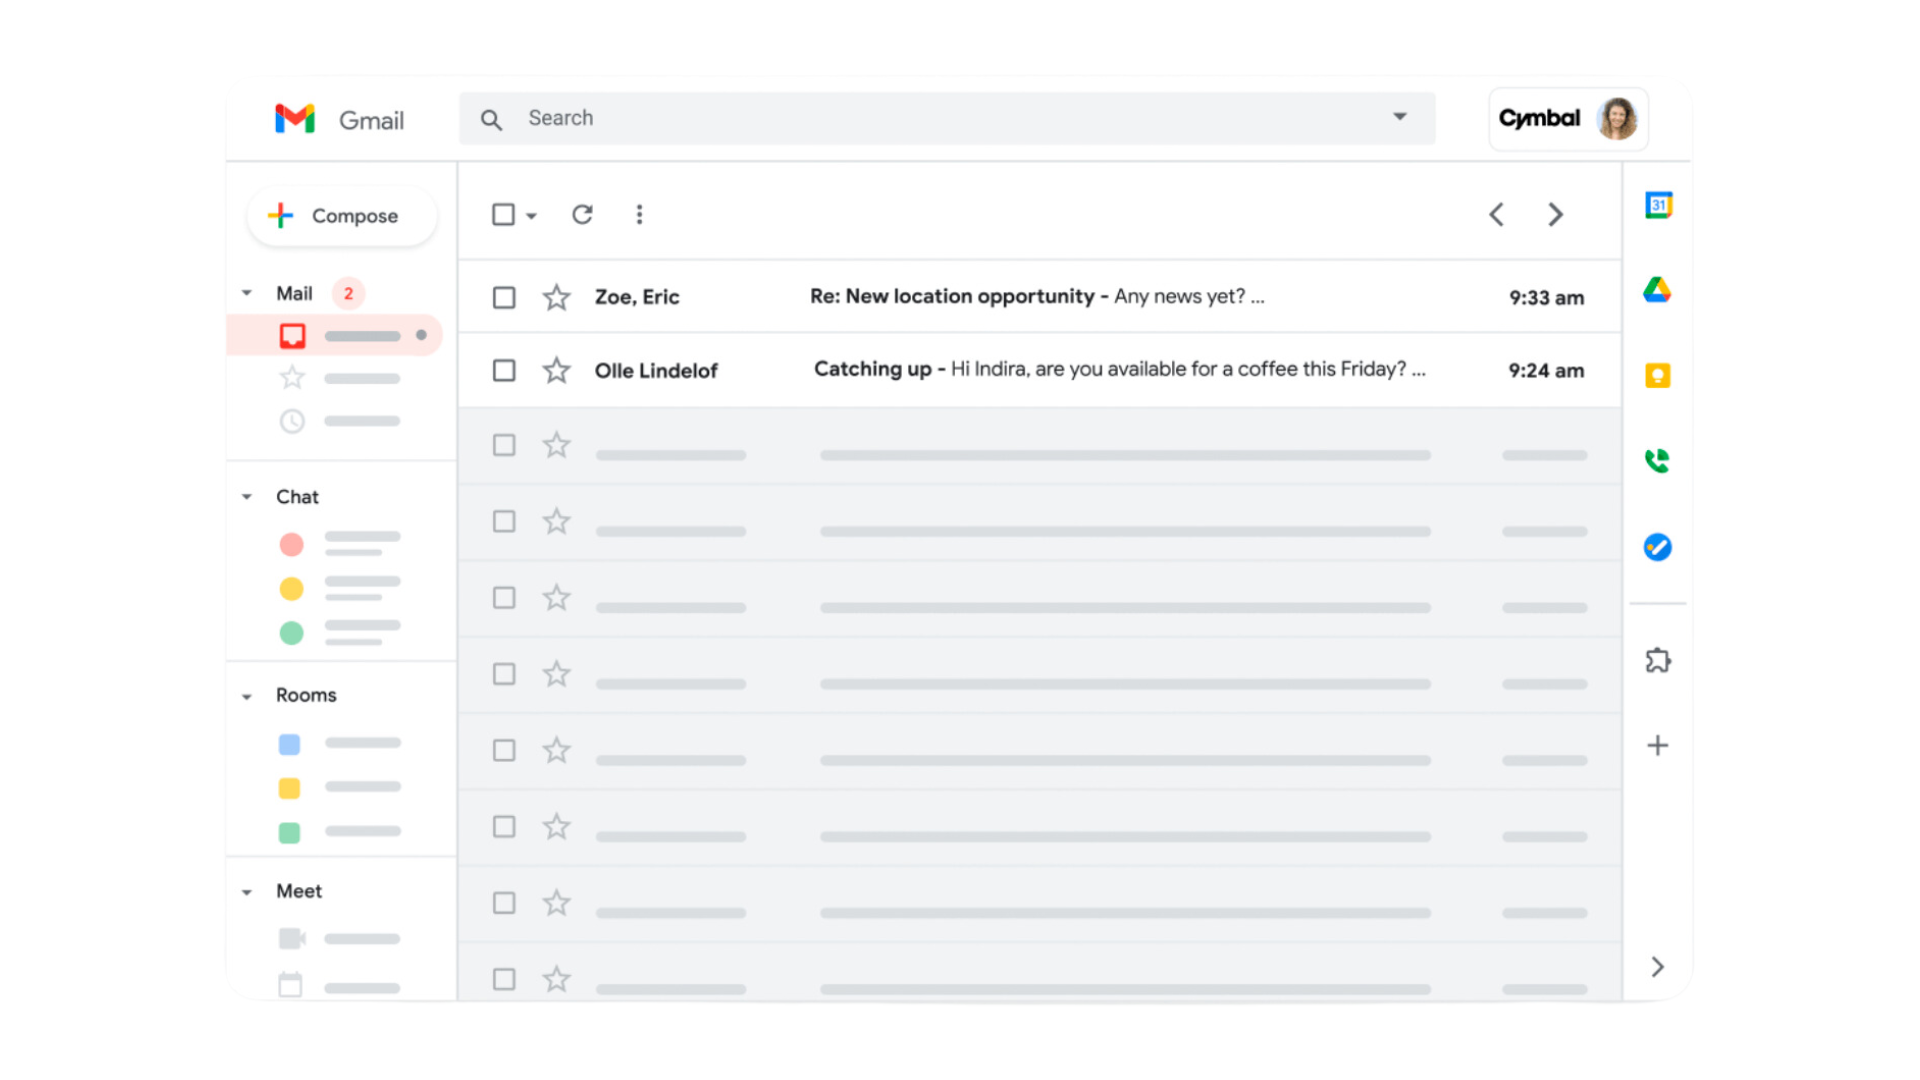 Gmail
Search
Cymbal
Compose
Mail 2
Zoe, Eric Re: New location opportunity - Any news yet? ... 9:33 am
Olle Lindelof Catching up - Hi Indira, are you available for a coffee this Friday? ... 9:24 am
31
Chat
Rooms
Meet